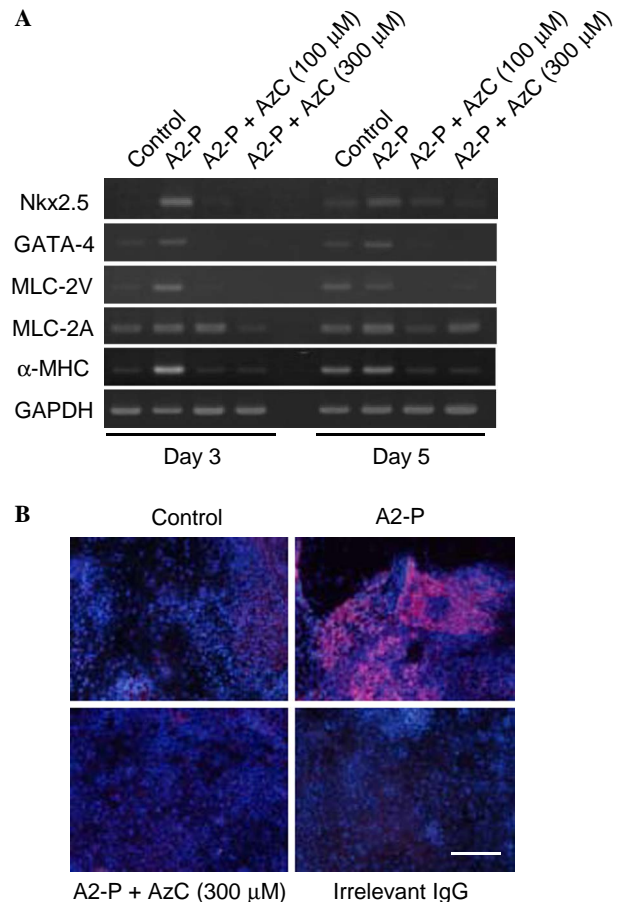 A
Control
A2-P
A2-P + AzC (100 μM)
A2-P + AzC (300 μM)
Control
A2-P
A2-P + AzC (100 μM)
A2-P + AzC (300 μM)
Nkx2.5
GATA-4
MLC-2V
MLC-2A
α-MHC
GAPDH
Day 3
Day 5
B
Control
A2-P
A2-P + AzC (300 μM)
Irrelevant IgG